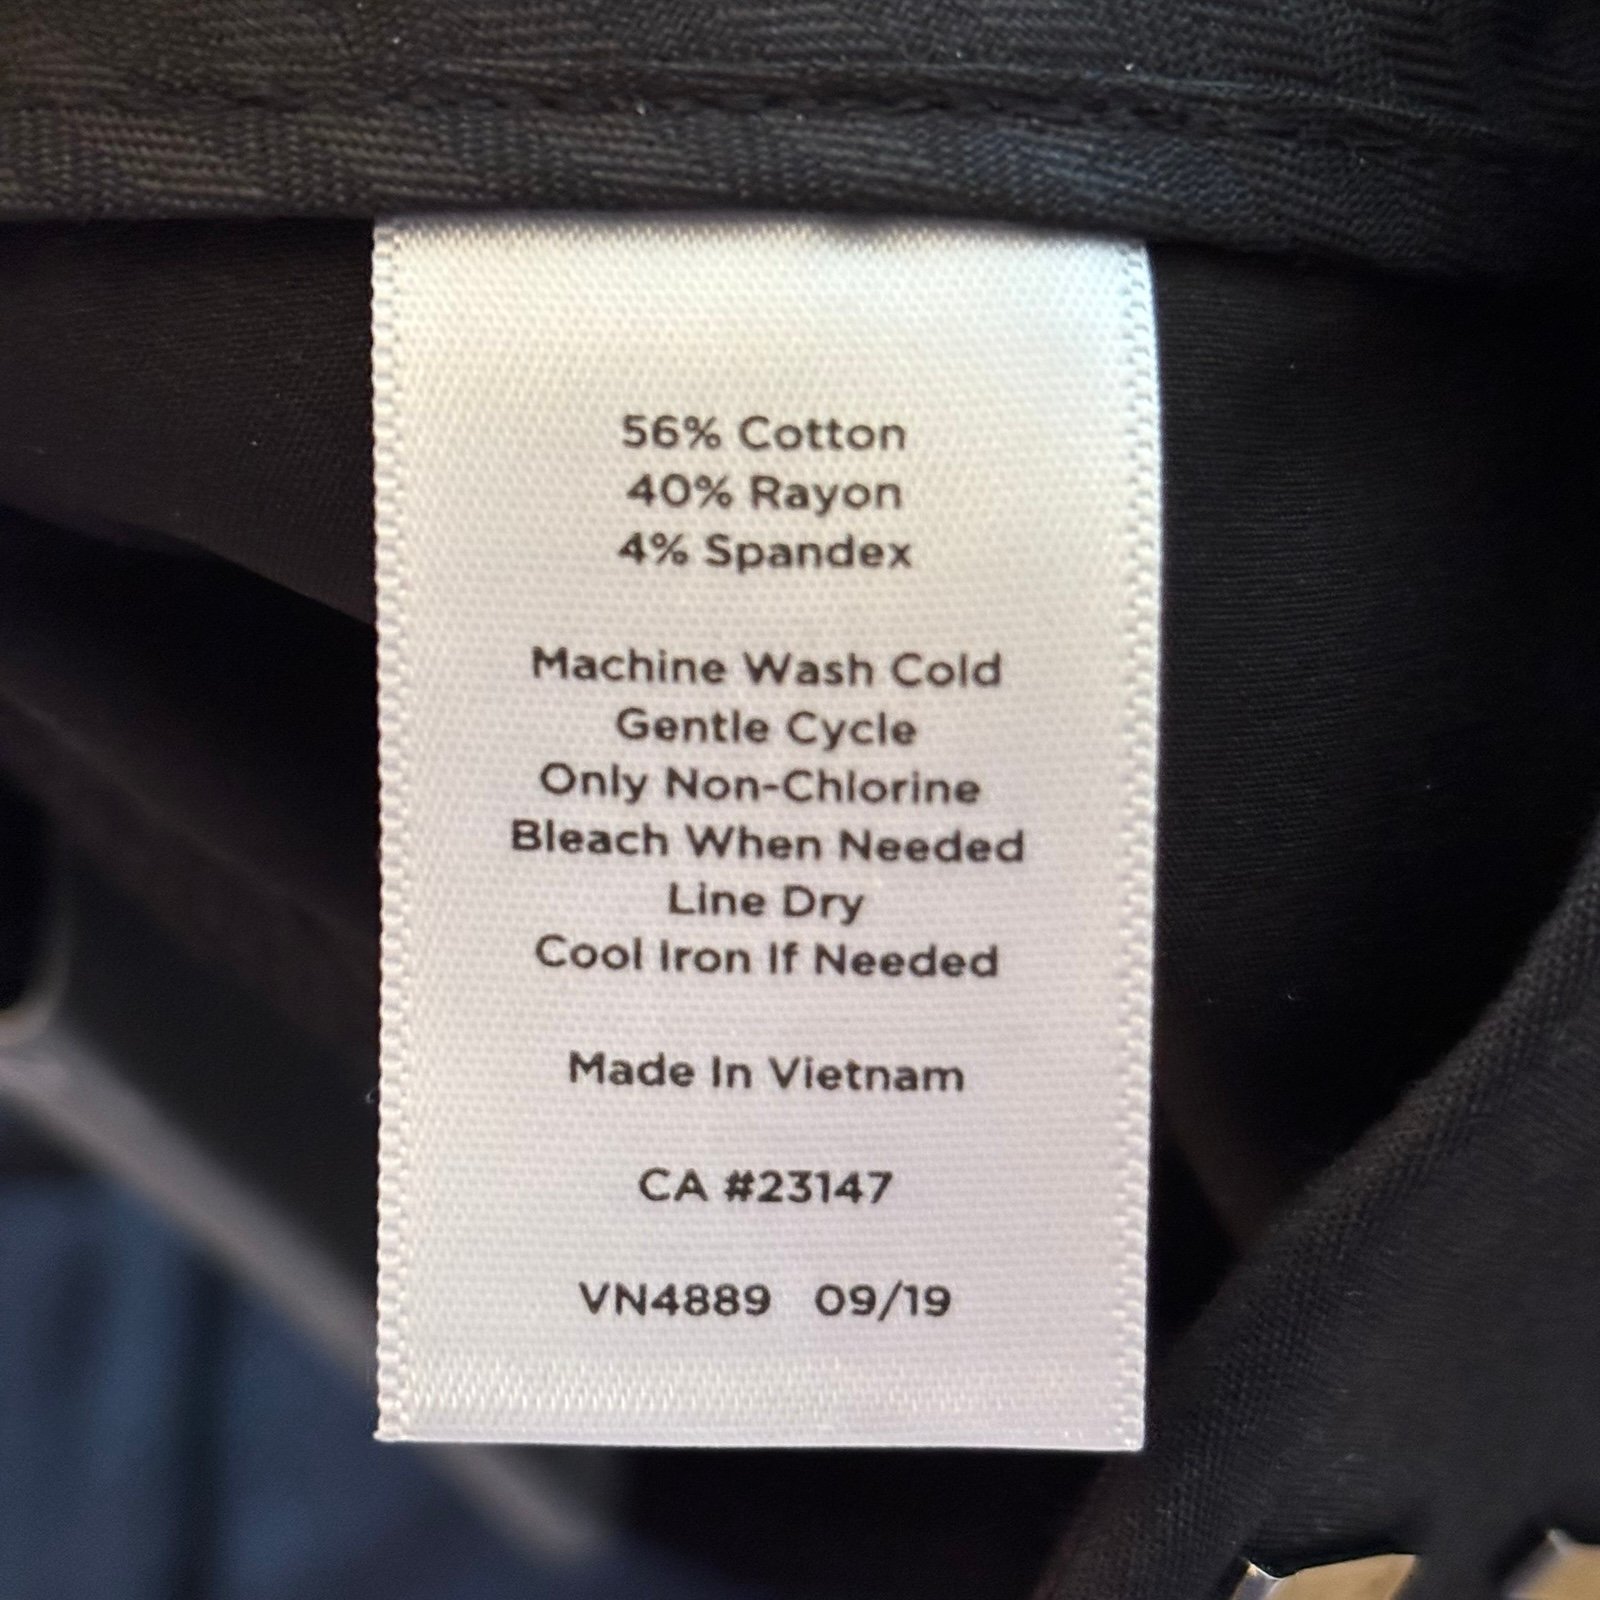 56% Cotton
40% Rayon
4% Spandex
Machine Wash Cold
Gentle Cycle
Only Non-Chlorine
Bleach When Needed
Line Dry
Cool Iron If Needed
Made In Vietnam
CA #23147
VN4889 09/19